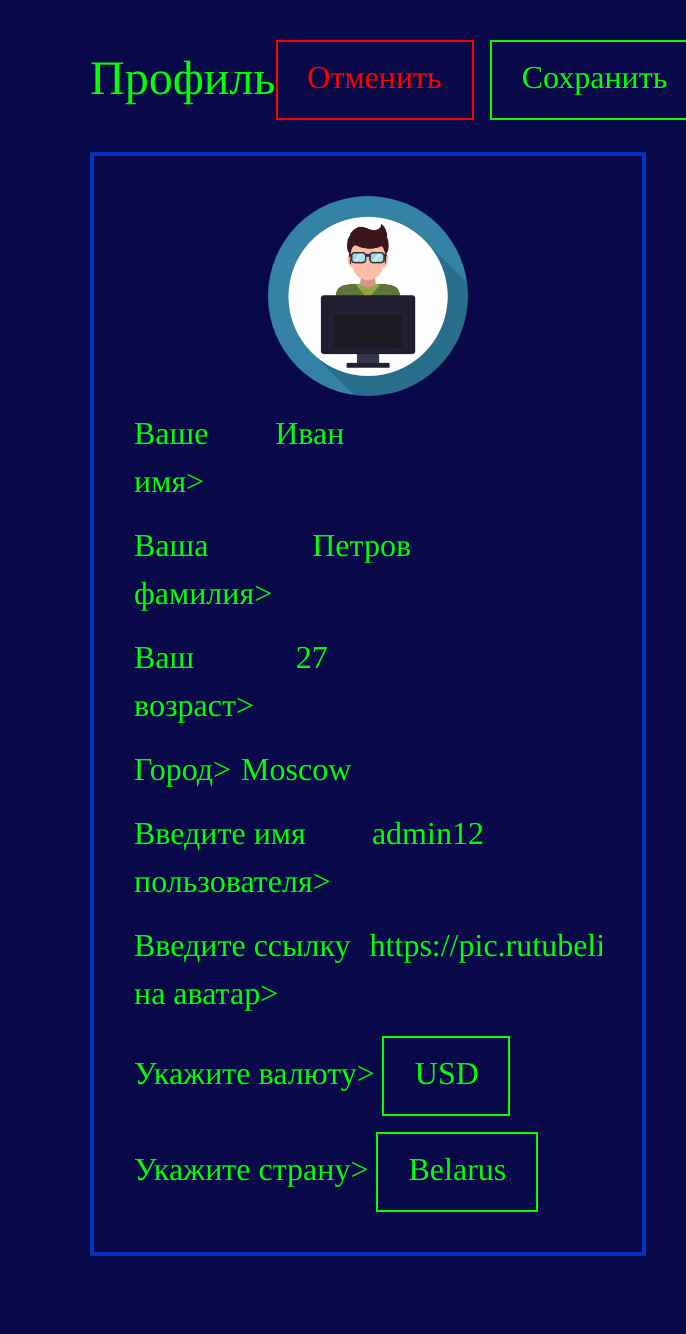 Профиль Отменить Сохранить
Ваше Иван
имя>
Ваша Петров
фамилия>
Ваш 27
возраст>
Город> Moscow
Введите имя admin12
пользователя>
Введите ссылку https://pic.rutubeli
на аватар>
Укажите валюту> USD
Укажите страну> Belarus